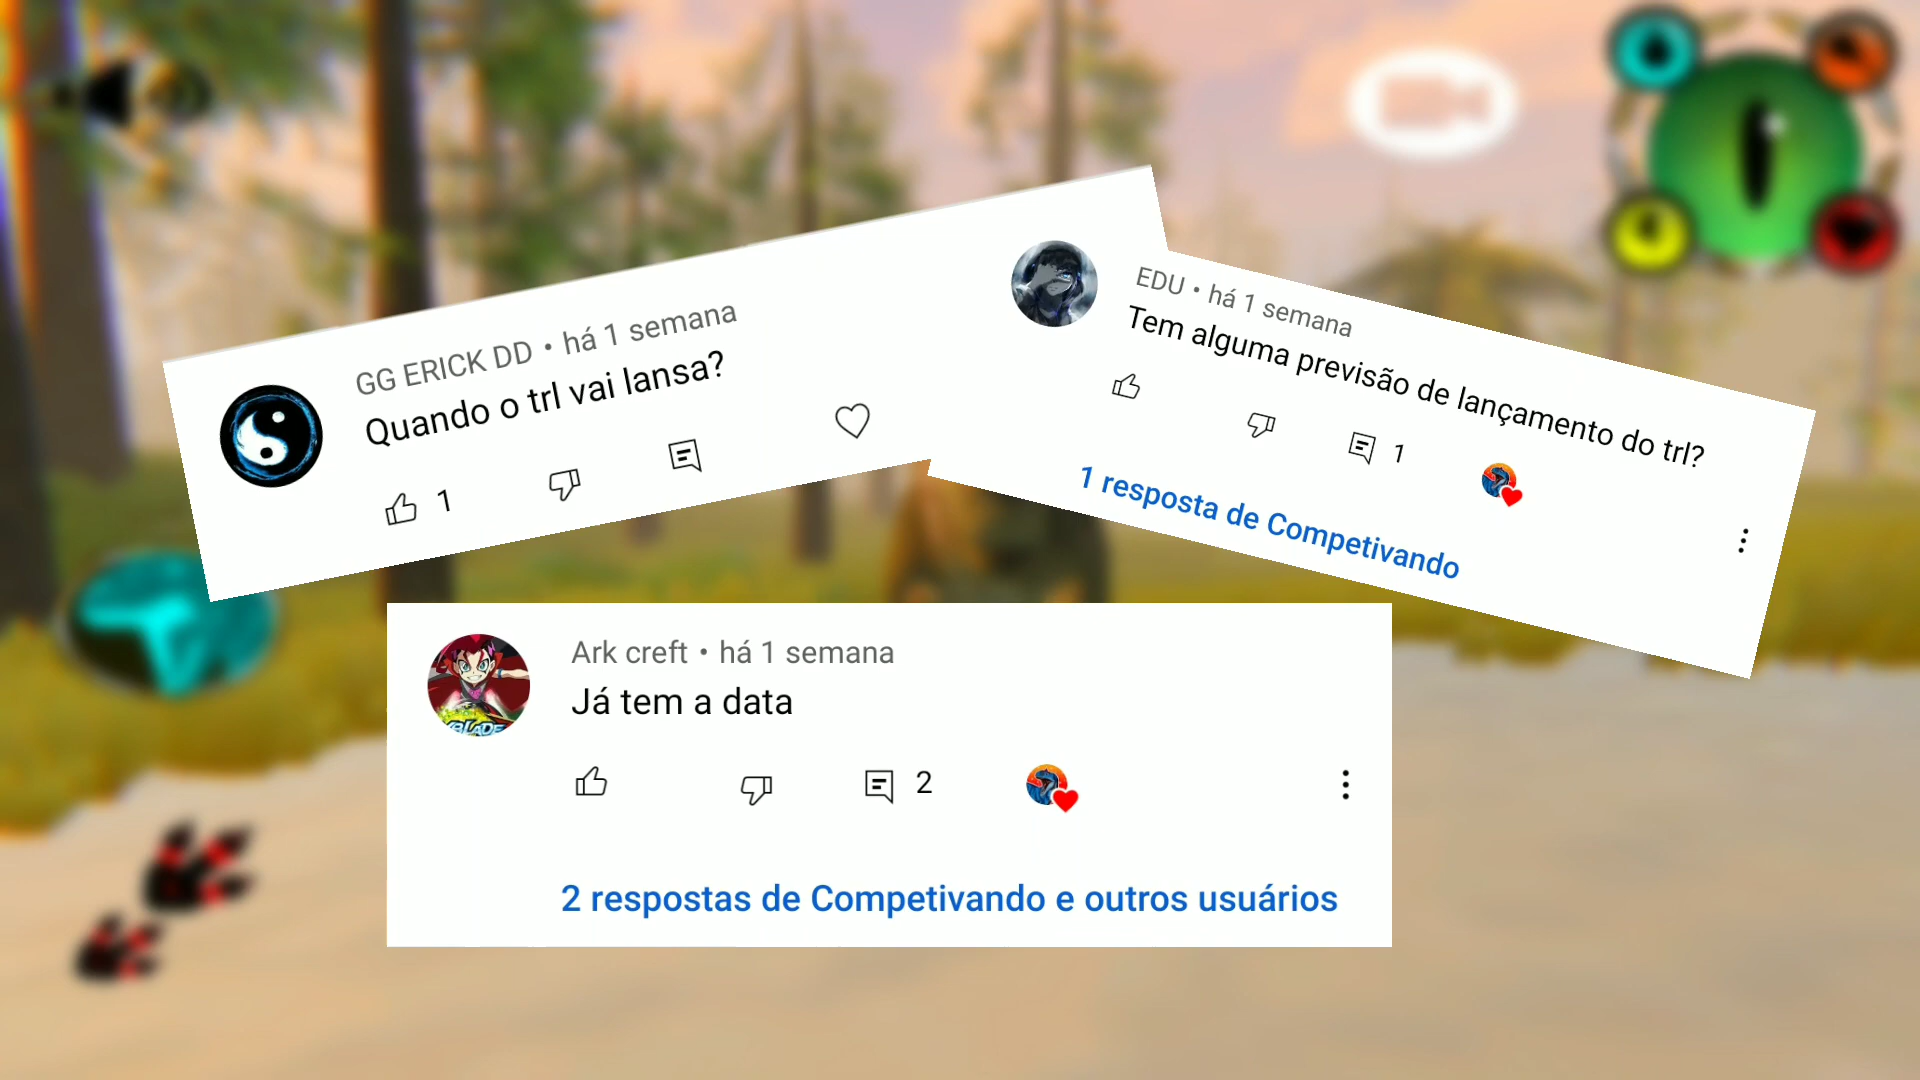 GG ERICK DD • há 1 semana
Quando o trl vai lansa?
1
EDU • há 1 semana
Tem alguma previsão de lançamento do trl?
1
1 resposta de Competivando
Ark creft • há 1 semana
Já tem a data
2
2 respostas de Competivando e outros usuários